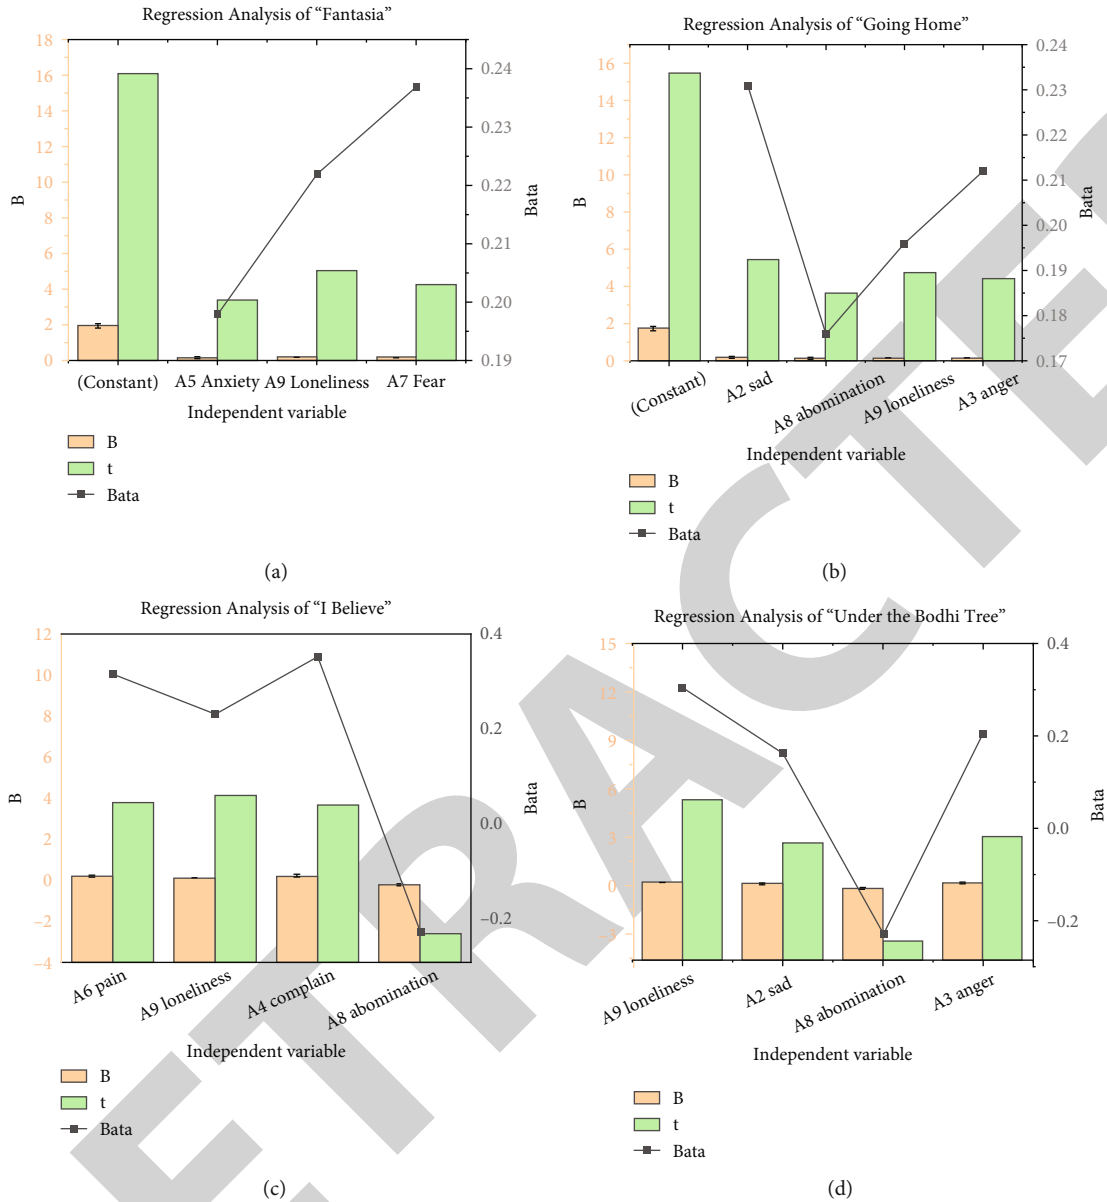 Regression Analysis of “Fantasia”
18
16
14
12
10
8
6
4
2
0
B
0.24
0.23
0.22
0.21
0.20
0.19
Bata
(Constant) A5 Anxiety A9 Loneliness A7 Fear
Independent variable
B
t
Bata
(a)
Regression Analysis of “Going Home”
16
14
12
10
8
6
4
2
0
B
0.24
0.23
0.22
0.21
0.20
0.19
0.18
0.17
Bata
(Constant) A2 sad A8 abomination A9 loneliness A3 anger
Independent variable
B
t
Bata
(b)
Regression Analysis of “I Believe”
12
10
8
6
4
2
0
−2
−4
B
0.4
0.2
0.0
−0.2
Bata
A6 pain A9 loneliness A4 complain A8 abomination
Independent variable
B
t
Bata
(c)
Regression Analysis of “Under the Bodhi Tree”
15
12
9
6
3
0
−3
B
0.4
0.2
0.0
−0.2
Bata
A9 loneliness A2 sad A8 abomination A3 anger
Independent variable
B
t
Bata
(d)
ETRACTE